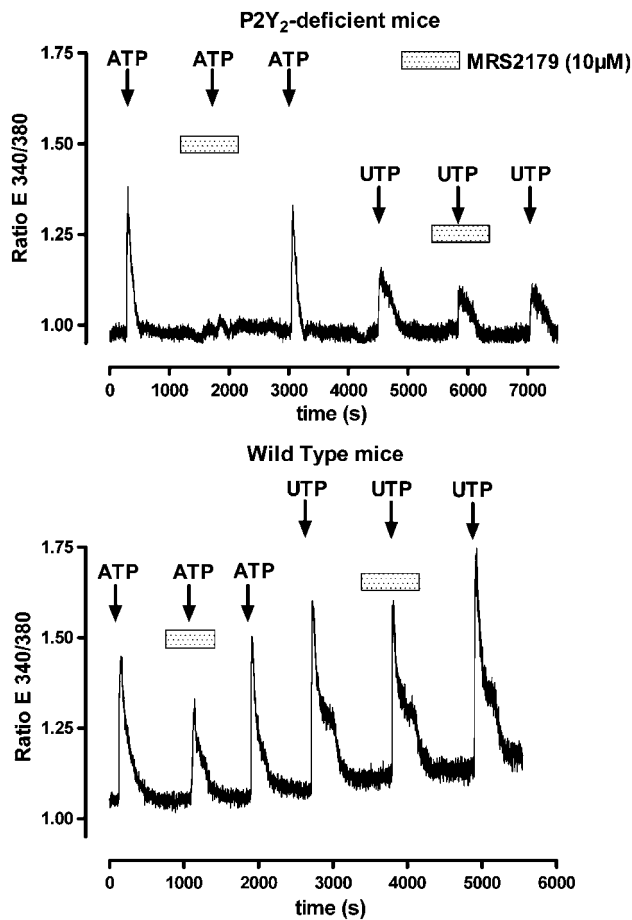 P2Y₂-deficient mice
ATP ATP ATP
MRS2179 (10µM)
UTP UTP UTP
Ratio E 340/380
1.75
1.50
1.25
1.00
0 1000 2000 3000 4000 5000 6000 7000
time (s)
Wild Type mice
UTP UTP UTP
ATP ATP ATP
Ratio E 340/380
1.75
1.50
1.25
1.00
0 1000 2000 3000 4000 5000 6000
time (s)